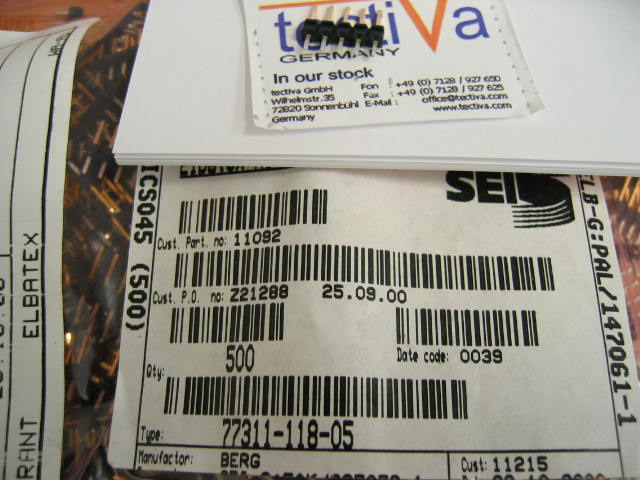 tectiva
GERMANY
In our stock
tectiva GmbH Fon : +49 (0) 7128 / 927 650
Wilhelmstr.35 Fax : +49 (0) 7128 / 927 625
72820 Sonnenbühl E-Mail : office@tectiva.com
Germany www.tectiva.com
SEI
Cust. Part. no: 11092
Cust. P.O. no: Z21288 25.09.00
Qty: 500 Date code: 0039
Type: 77311-118-05
Manufactor: BERG Cust: 11215
ICS045 (500)
ELB-G:PAL/147061-1
ELBATEX